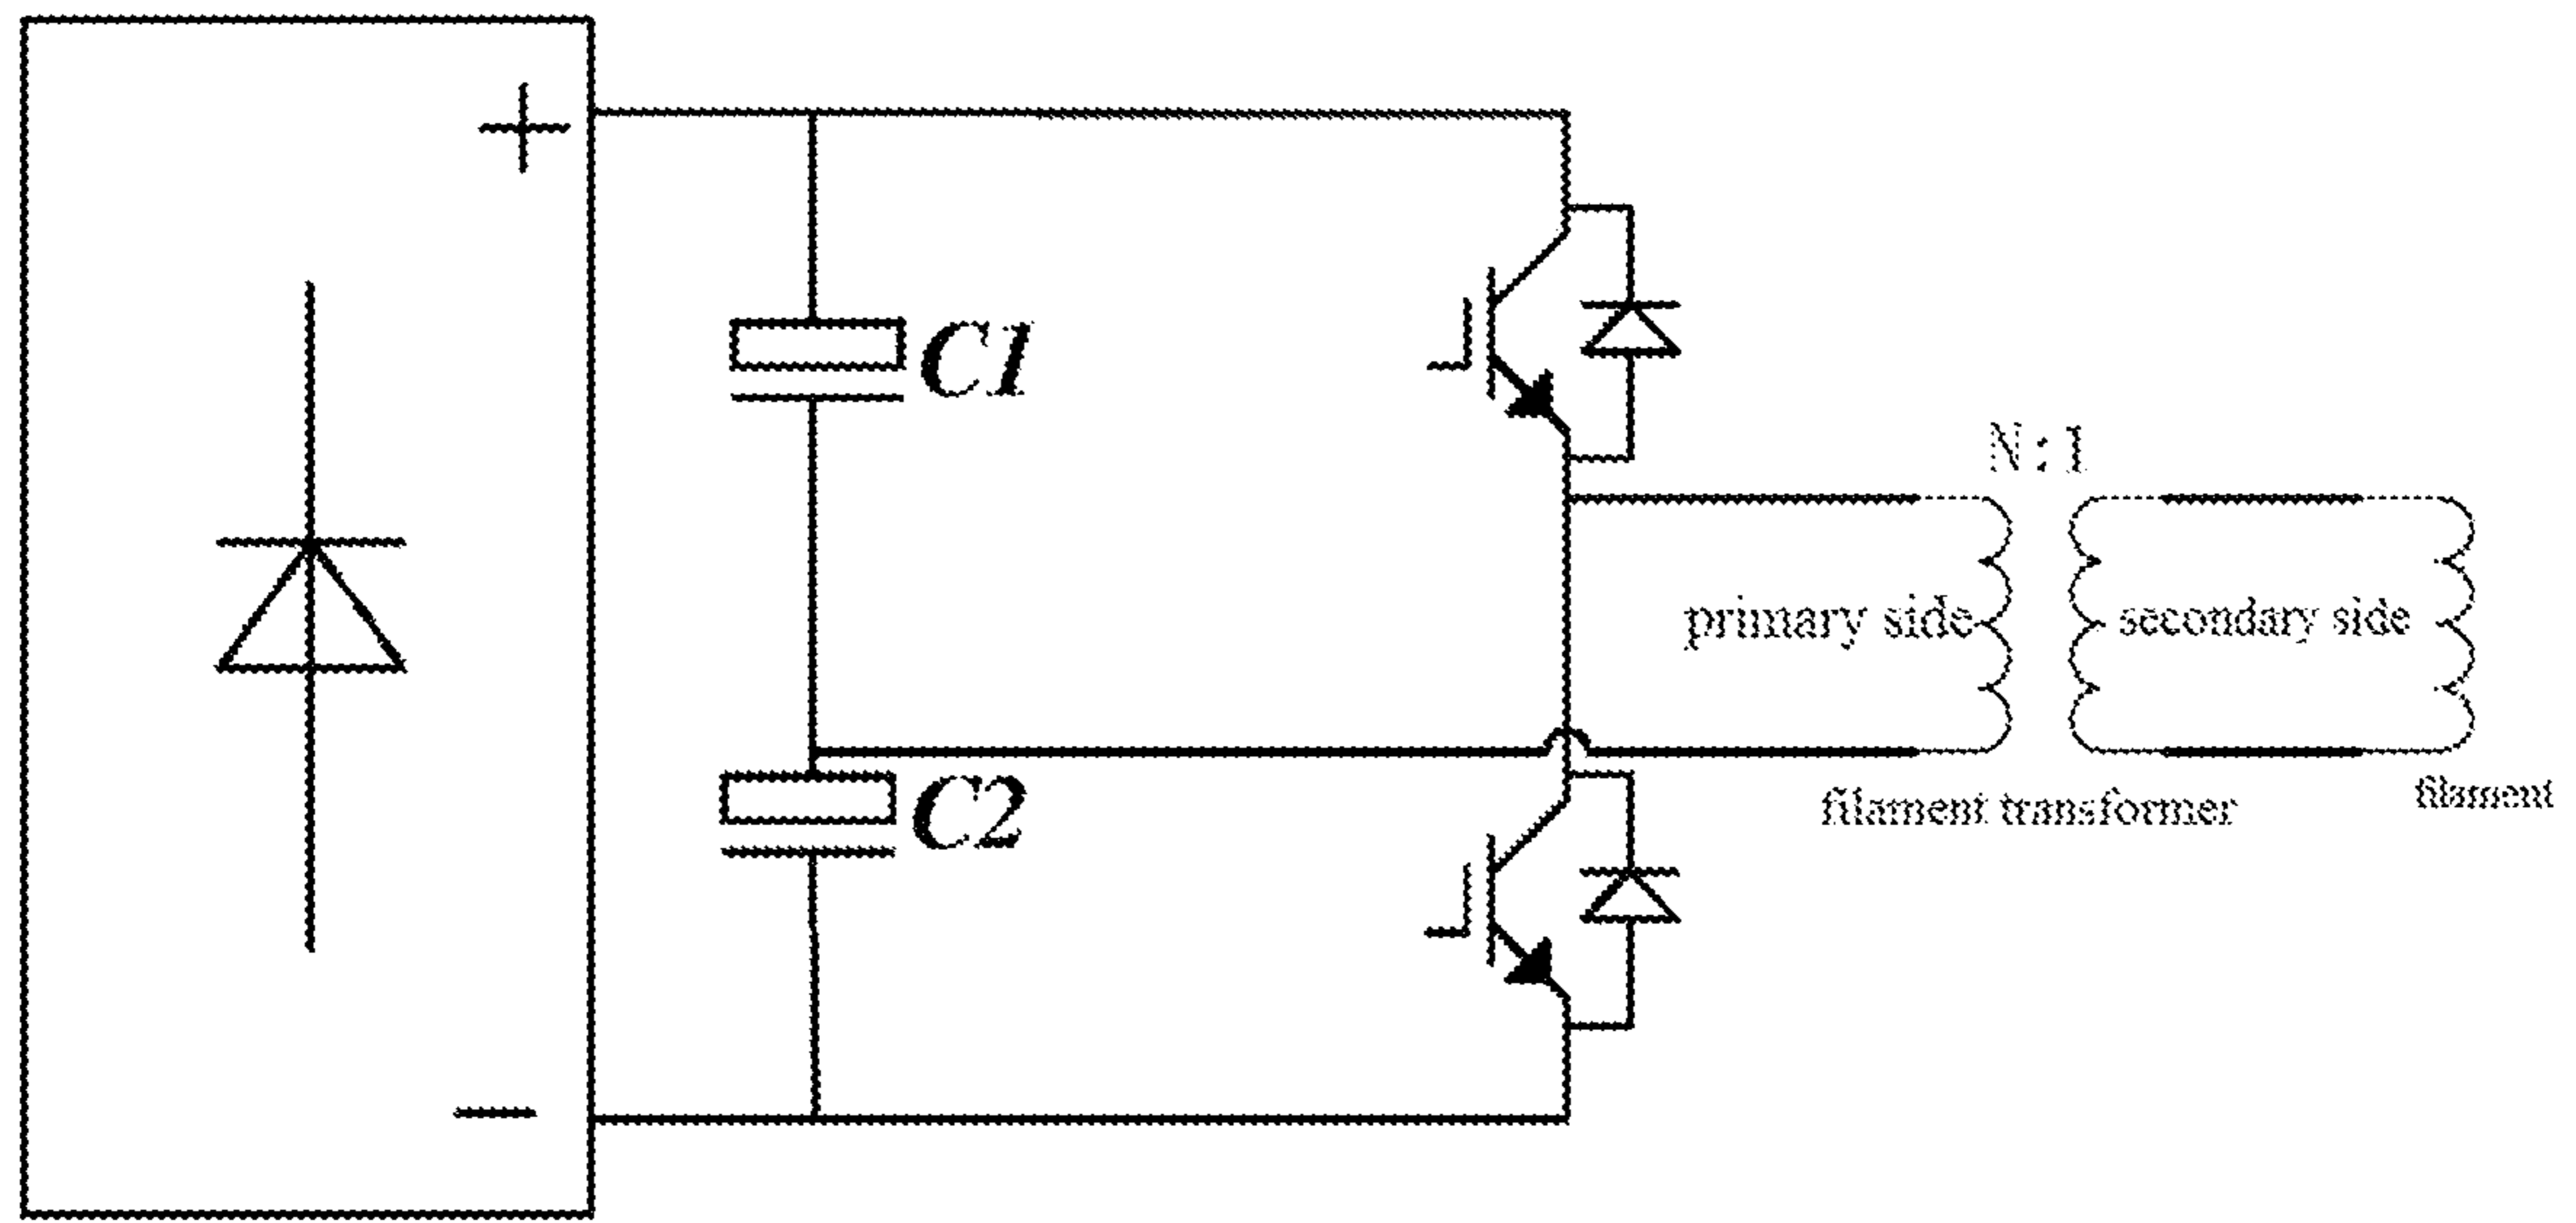 +
C1
N:1
primary side
secondary side
C2
filament transformer
filament
—